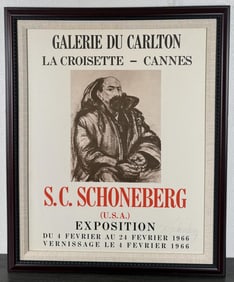 GALERIE DU CARLTON
LA CROISETTE – CANNES
S.C. SCHONEBERG
(U.S.A.)
EXPOSITION
DU 4 FEVRIER AU 24 FEVRIER 1966
VERNISSAGE LE 4 FEVRIER 1966